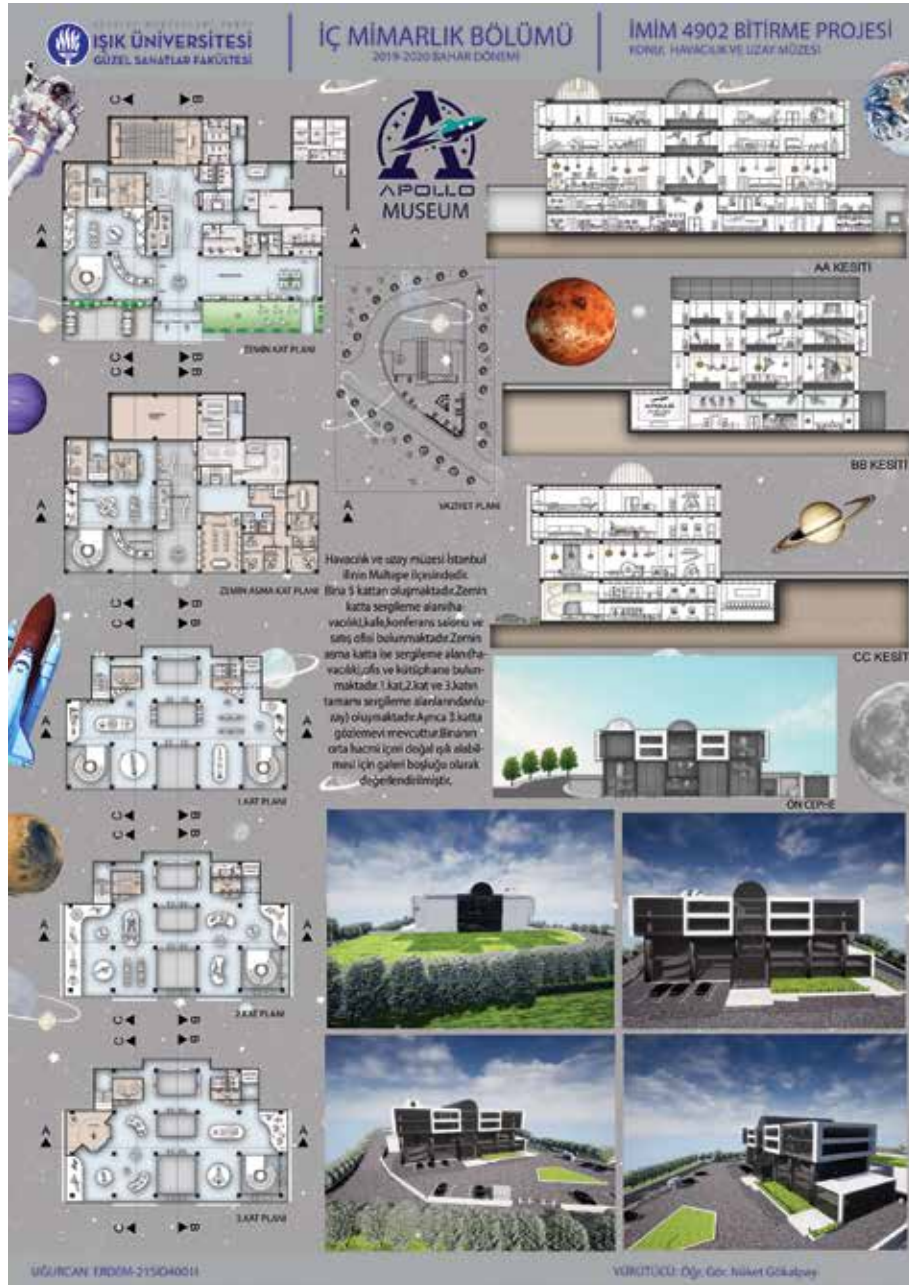 IŞIK ÜNİVERSİTESİ
GÜZEL SANATLAR FAKÜLTESİ
İÇ MİMARLIK BÖLÜMÜ
2019-2020 BAHAR DÖNEMİ
İMİM 4902 BİTİRME PROJESİ
KONU: HAVACILIK VE UZAY MÜZESİ
C B
APOLLO
MUSEUM
A A
AA KESİTİ
ZEMİN KAT PLANI
C B
C B
BB KESİTİ
A A
VAZİYET PLANI
ZEMİN ASMA KAT PLANI
Havacılık ve uzay müzesi İstanbul
ilinin Maltepe ilçesindedir.
Bina 5 kattan oluşmaktadır.Zemin
katta sergileme alanı(ha-
vacılık),kafe,konferans salonu ve
satış ofisi bulunmaktadır.Zemin
asma katta ise sergileme alanı(ha-
vacılık),ofis ve kütüphane bulun-
maktadır.1.kat,2.kat ve 3.katın
tamamı sergileme alanlarından(u-
zay) oluşmaktadır.Ayrıca 3.katta
gözlemevi mevcuttur.Binanın
orta hacmi içeri doğal ışık alabil-
mesi için galeri boşluğu olarak
değerlendirilmiştir.
CC KESİTİ
C B
A A
1.KAT PLANI
ÖN CEPHE
C B
C B
A A
2.KAT PLANI
C B
C B
A A
3.KAT PLANI
C B
UĞURCAN ERDEM-
YÜRÜTÜCÜ: Öğr. Gör. Nüket Gökalpay